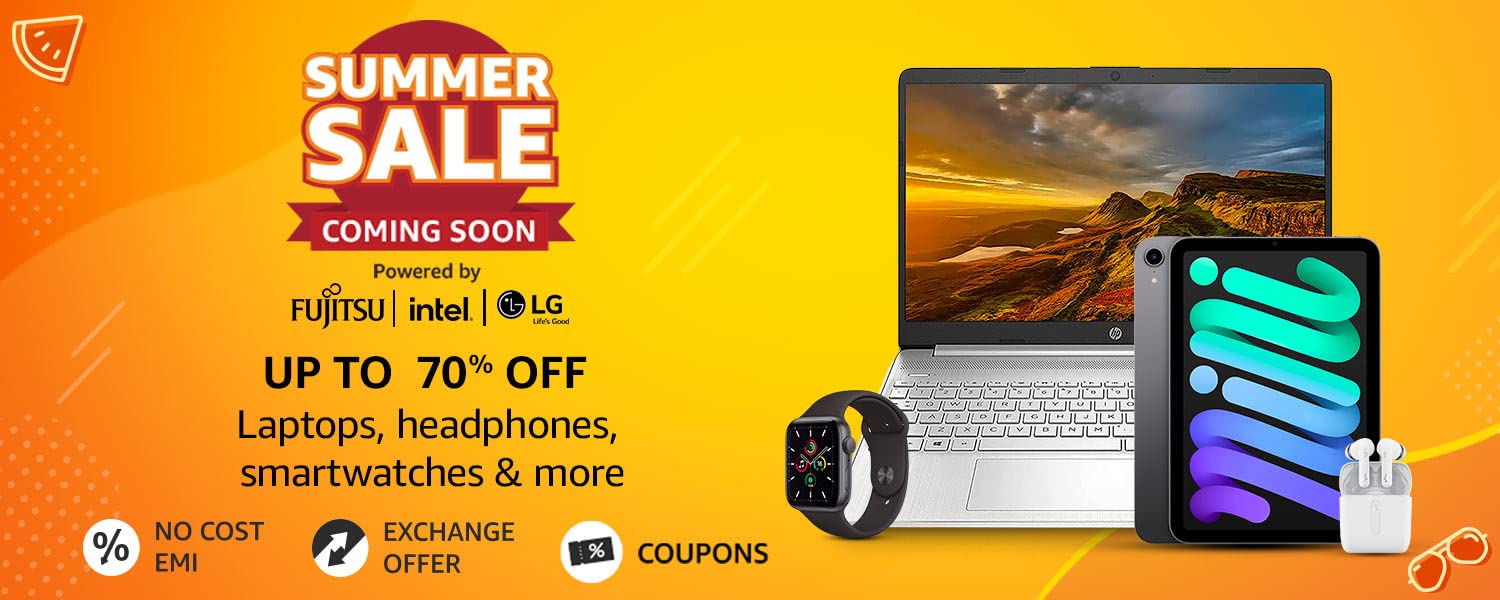 SUMMER
SALE
COMING SOON
Powered by
FUJITSU | intel. | LG
Life's Good
UP TO 70% OFF
Laptops, headphones,
smartwatches & more
% NO COST
EMI
EXCHANGE
OFFER
% COUPONS
hp